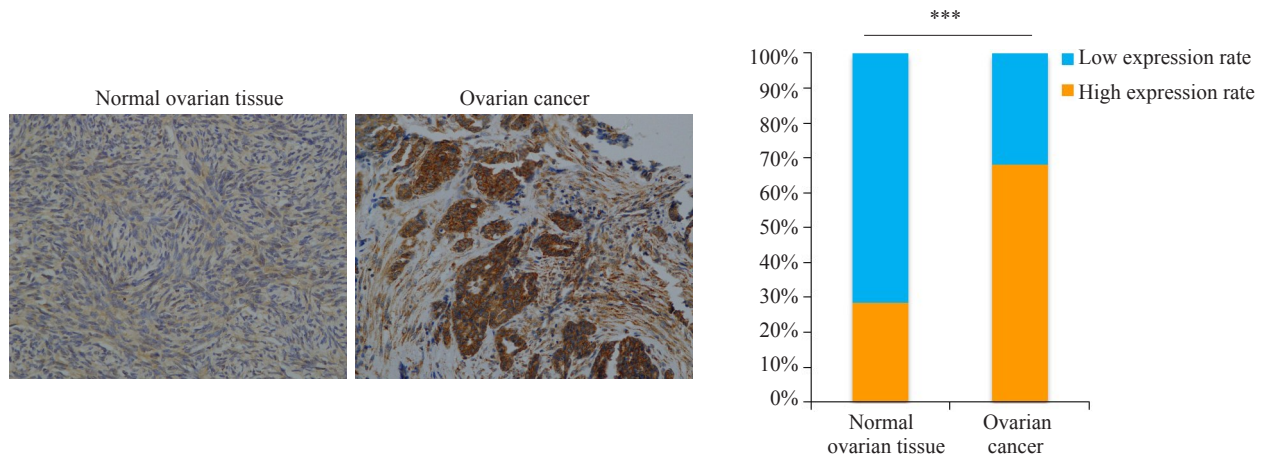 Normal ovarian tissue
Ovarian cancer
***
100%
90%
80%
70%
60%
50%
40%
30%
20%
10%
0%
Normal
ovarian tissue
Ovarian
cancer
Low expression rate
High expression rate